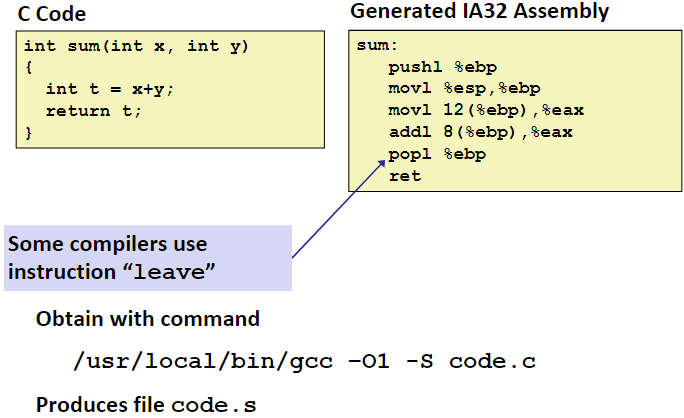 C Code
int sum(int x, int y)
{
  int t = x+y;
  return t;
}
Generated IA32 Assembly
sum:
   pushl %ebp
   movl %esp,%ebp
   movl 12(%ebp),%eax
   addl 8(%ebp),%eax
   popl %ebp
   ret
Some compilers use
instruction “leave”
Obtain with command
/usr/local/bin/gcc –O1 -S code.c
Produces file code.s